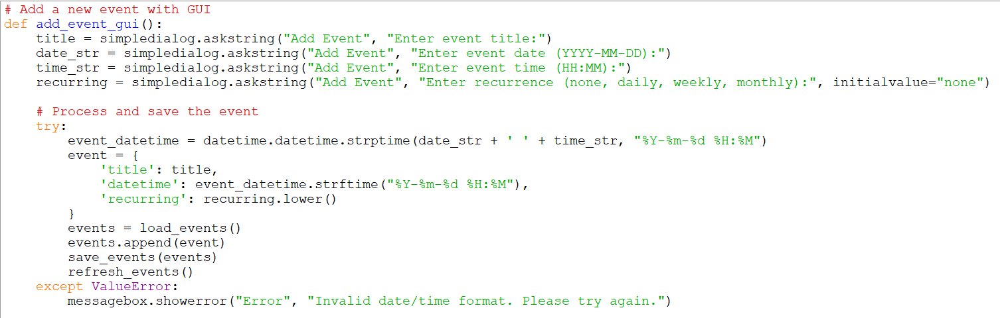 # Add a new event with GUI
def add_event_gui():
    title = simpledialog.askstring("Add Event", "Enter event title:")
    date_str = simpledialog.askstring("Add Event", "Enter event date (YYYY-MM-DD):")
    time_str = simpledialog.askstring("Add Event", "Enter event time (HH:MM):")
    recurring = simpledialog.askstring("Add Event", "Enter recurrence (none, daily, weekly, monthly):", initialvalue="none")

    # Process and save the event
    try:
        event_datetime = datetime.datetime.strptime(date_str + ' ' + time_str, "%Y-%m-%d %H:%M")
        event = {
            'title': title,
            'datetime': event_datetime.strftime("%Y-%m-%d %H:%M"),
            'recurring': recurring.lower()
        }
        events = load_events()
        events.append(event)
        save_events(events)
        refresh_events()
    except ValueError:
        messagebox.showerror("Error", "Invalid date/time format. Please try again.")